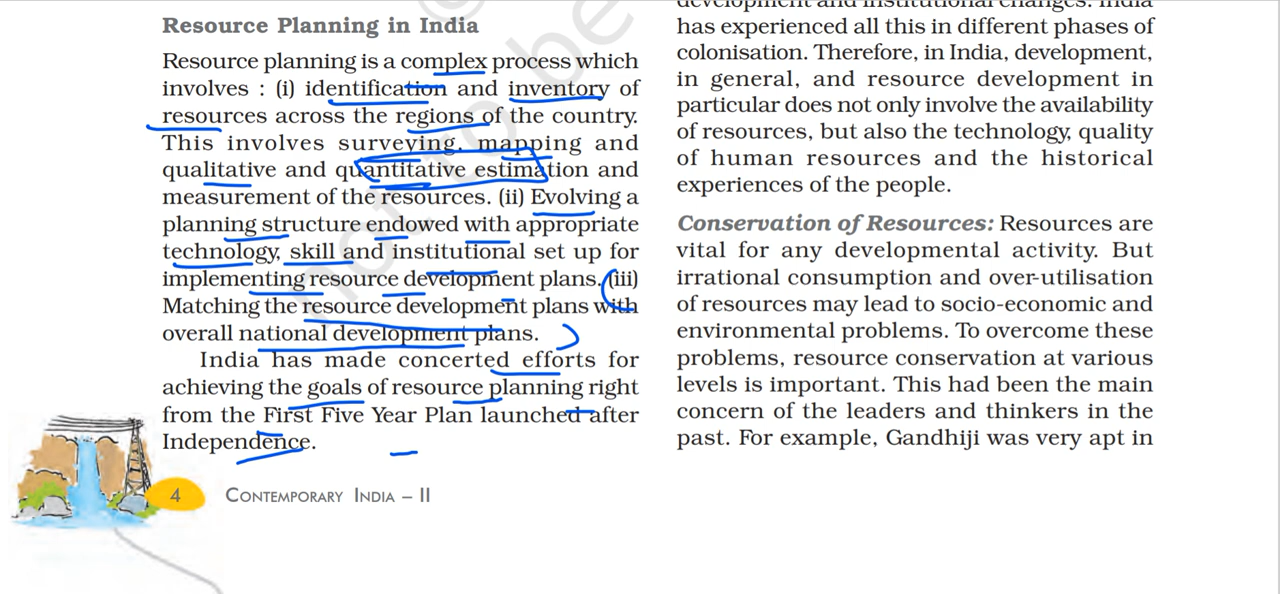 Resource Planning in India
Resource planning is a complex process which
involves : (i) identification and inventory of
resources across the regions of the country.
This involves surveying, mapping and
qualitative and quantitative estimation and
measurement of the resources. (ii) Evolving a
planning structure endowed with appropriate
technology, skill and institutional set up for
implementing resource development plans. (iii)
Matching the resource development plans with
overall national development plans.
India has made concerted efforts for
achieving the goals of resource planning right
from the First Five Year Plan launched after
Independence.
4 CONTEMPORARY INDIA – II
development and institutional changes. India
has experienced all this in different phases of
colonisation. Therefore, in India, development,
in general, and resource development in
particular does not only involve the availability
of resources, but also the technology, quality
of human resources and the historical
experiences of the people.
Conservation of Resources: Resources are
vital for any developmental activity. But
irrational consumption and over-utilisation
of resources may lead to socio-economic and
environmental problems. To overcome these
problems, resource conservation at various
levels is important. This had been the main
concern of the leaders and thinkers in the
past. For example, Gandhiji was very apt in
not to be